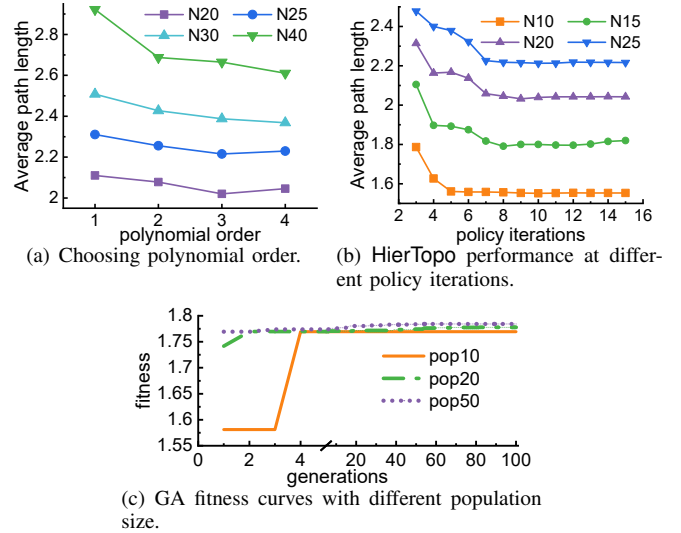 N20 N25
N30 N40
Average path length
2.8
2.6
2.4
2.2
2
1 2 3 4
polynomial order
(a) Choosing polynomial order.
N10 N15
N20 N25
Average path length
2.4
2.2
2.0
1.8
1.6
2 4 6 8 10 12 14 16
policy iterations
(b) HierTopo performance at differ-
ent policy iterations.
fitness
1.8
1.75
1.7
1.65
1.6
1.55
pop10
pop20
pop50
0 2 4 20 40 60 80 100
generations
(c) GA fitness curves with different population
size.